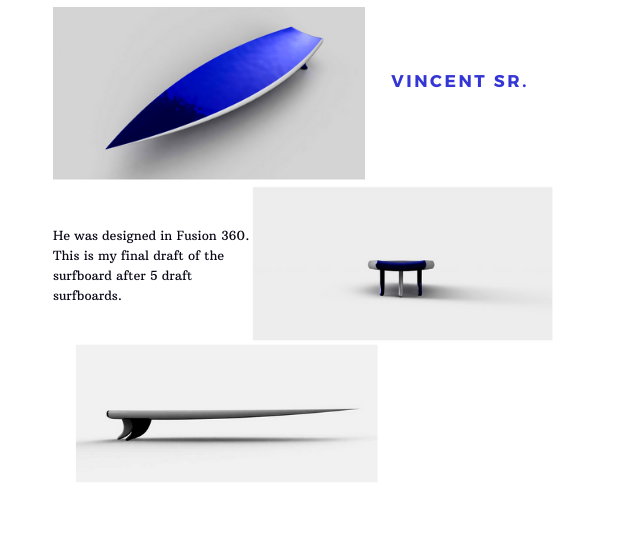 VINCENT SR.
He was designed in Fusion 360.
This is my final draft of the
surfboard after 5 draft
surfboards.